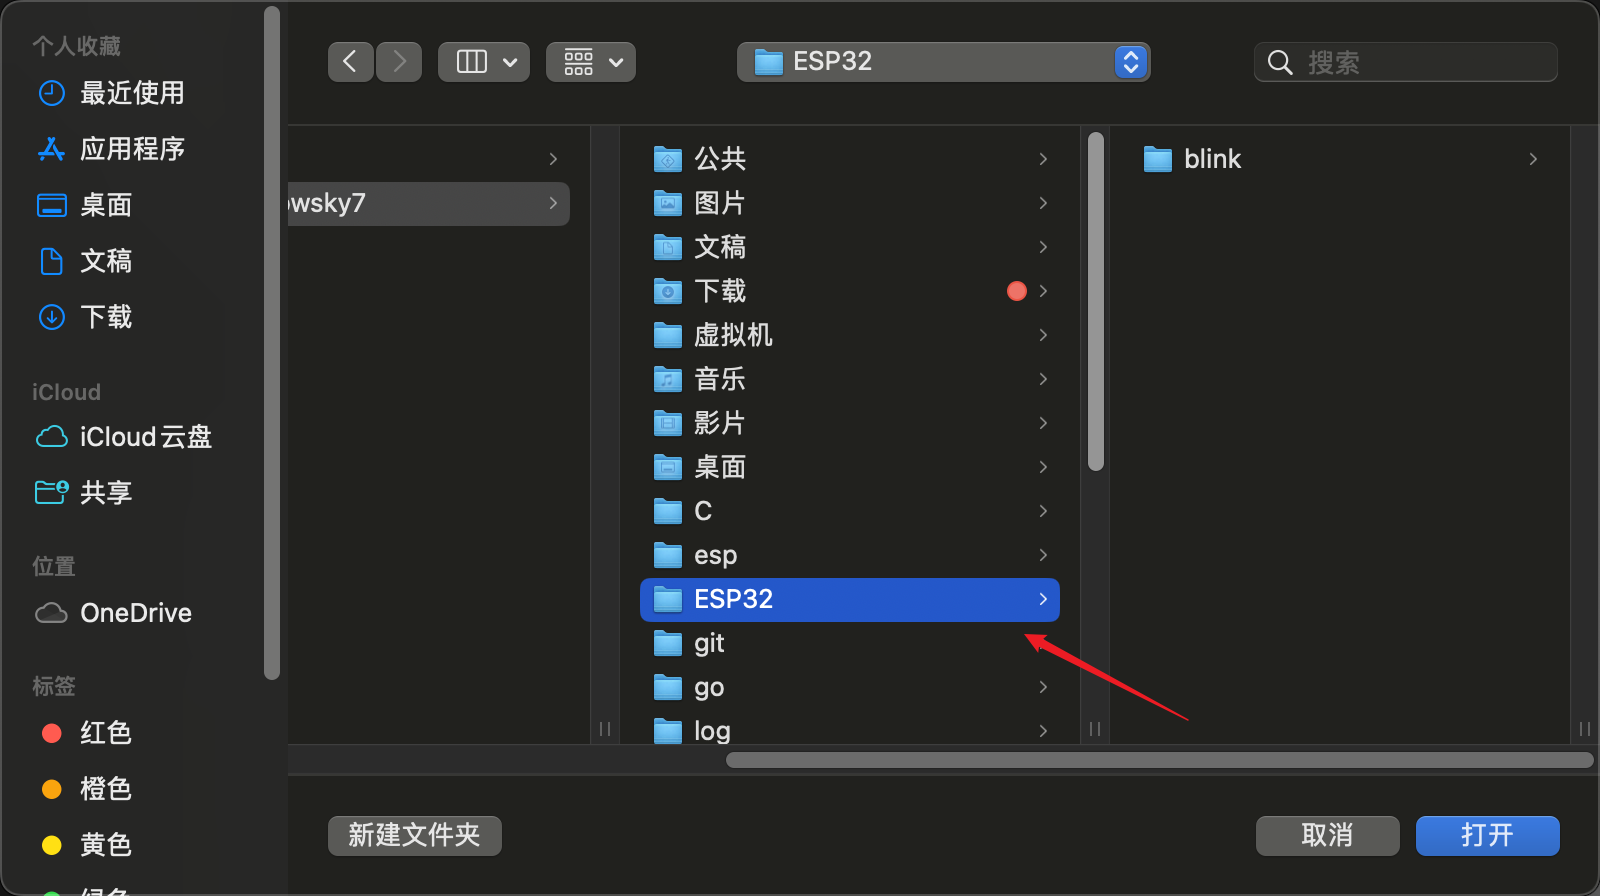 个人收藏
最近使用
应用程序
桌面
文稿
下载
iCloud
iCloud云盘
共享
位置
OneDrive
标签
红色
橙色
黄色
绿色
ESP32
搜索
owsky7
公共
图片
文稿
下载
虚拟机
音乐
影片
桌面
C
esp
ESP32
git
go
log
blink
新建文件夹
取消
打开